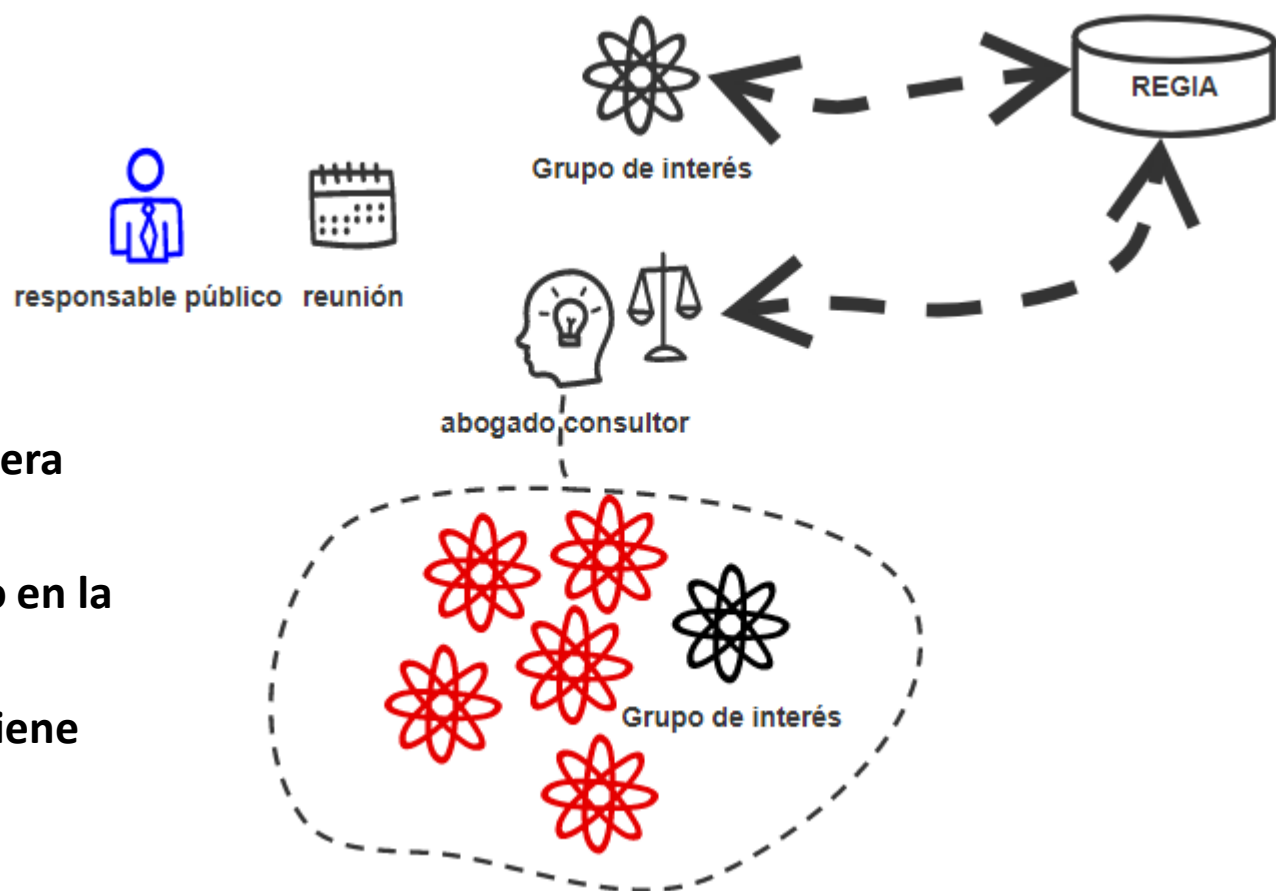 REGIA
Grupo de interés
responsable público
reunión
abogado consultor
era
o en la
iene
Grupo de interés